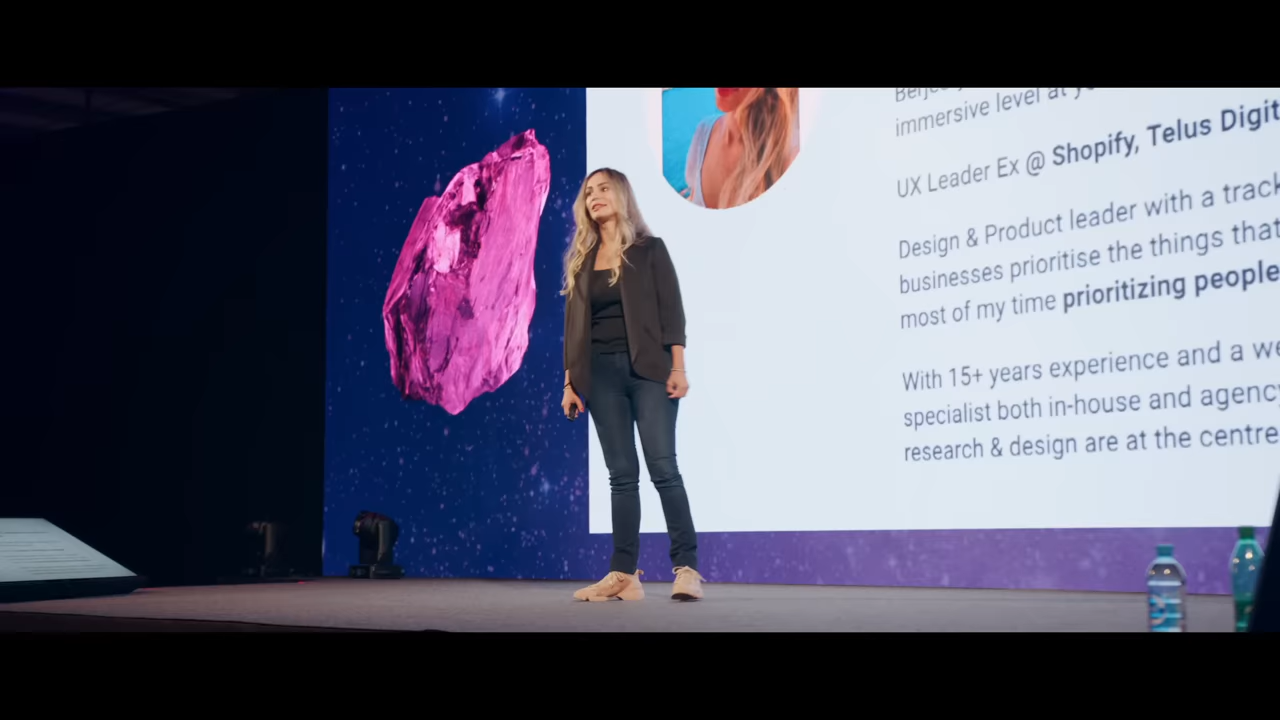 immersive level at
UX Leader Ex @ Shopify, Telus Digit
Design & Product leader with a track
businesses prioritise the things that
most of my time prioritizing people
With 15+ years experience and a we
specialist both in-house and agency
research & design are at the centre